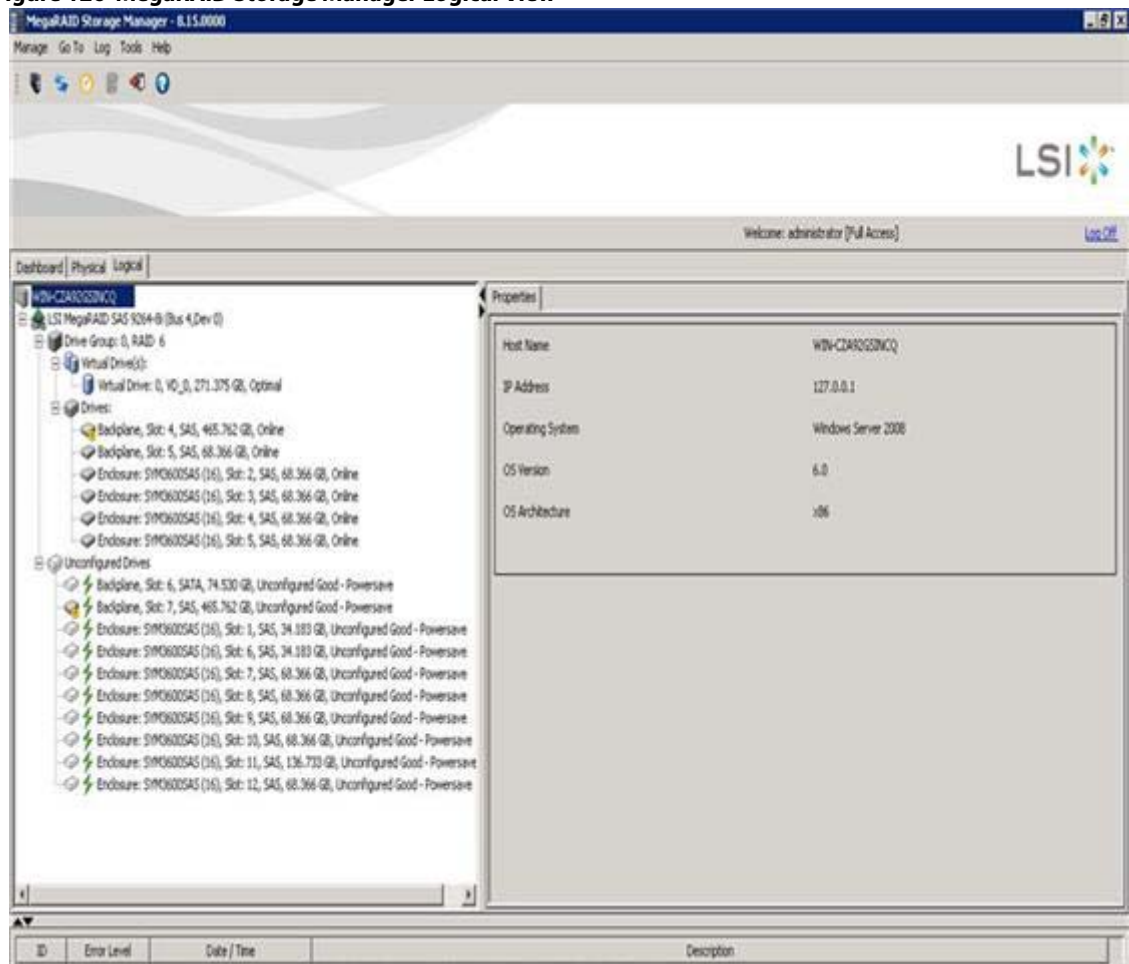 MegaRAID Storage Manager - 8.15.0000
Manage Go To Log Tools Help
LSI
Welcome: administrator [Full Access]
Log Off
Dashboard Physical Logical
LSI MegaRAID SAS 9264-8i (Bus 4,Dev 0)
Drive Group: 0, RAID 6
Virtual Drive(s):
Virtual Drive: 0, VD_0, 271.375 GB, Optimal
Drives:
Backplane, Slot: 4, SAS, 465.762 GB, Online
Backplane, Slot: 5, SAS, 68.366 GB, Online
Enclosure: SYM3600SAS (16), Slot: 2, SAS, 68.366 GB, Online
Enclosure: SYM3600SAS (16), Slot: 3, SAS, 68.366 GB, Online
Enclosure: SYM3600SAS (16), Slot: 4, SAS, 68.366 GB, Online
Enclosure: SYM3600SAS (16), Slot: 5, SAS, 68.366 GB, Online
Unconfigured Drives
Backplane, Slot: 6, SATA, 74.530 GB, Unconfigured Good - Powersave
Backplane, Slot: 7, SAS, 465.762 GB, Unconfigured Good - Powersave
Enclosure: SYM3600SAS (16), Slot: 1, SAS, 34.183 GB, Unconfigured Good - Powersave
Enclosure: SYM3600SAS (16), Slot: 6, SAS, 34.183 GB, Unconfigured Good - Powersave
Enclosure: SYM3600SAS (16), Slot: 7, SAS, 68.366 GB, Unconfigured Good - Powersave
Enclosure: SYM3600SAS (16), Slot: 8, SAS, 68.366 GB, Unconfigured Good - Powersave
Enclosure: SYM3600SAS (16), Slot: 9, SAS, 68.366 GB, Unconfigured Good - Powersave
Enclosure: SYM3600SAS (16), Slot: 10, SAS, 68.366 GB, Unconfigured Good - Powersave
Enclosure: SYM3600SAS (16), Slot: 11, SAS, 136.733 GB, Unconfigured Good - Powersave
Enclosure: SYM3600SAS (16), Slot: 12, SAS, 68.366 GB, Unconfigured Good - Powersave
Properties
Host Name
IP Address 127.0.0.1
Operating System Windows Server 2008
OS Version 6.0
OS Architecture x86
ID Error Level Date / Time Description